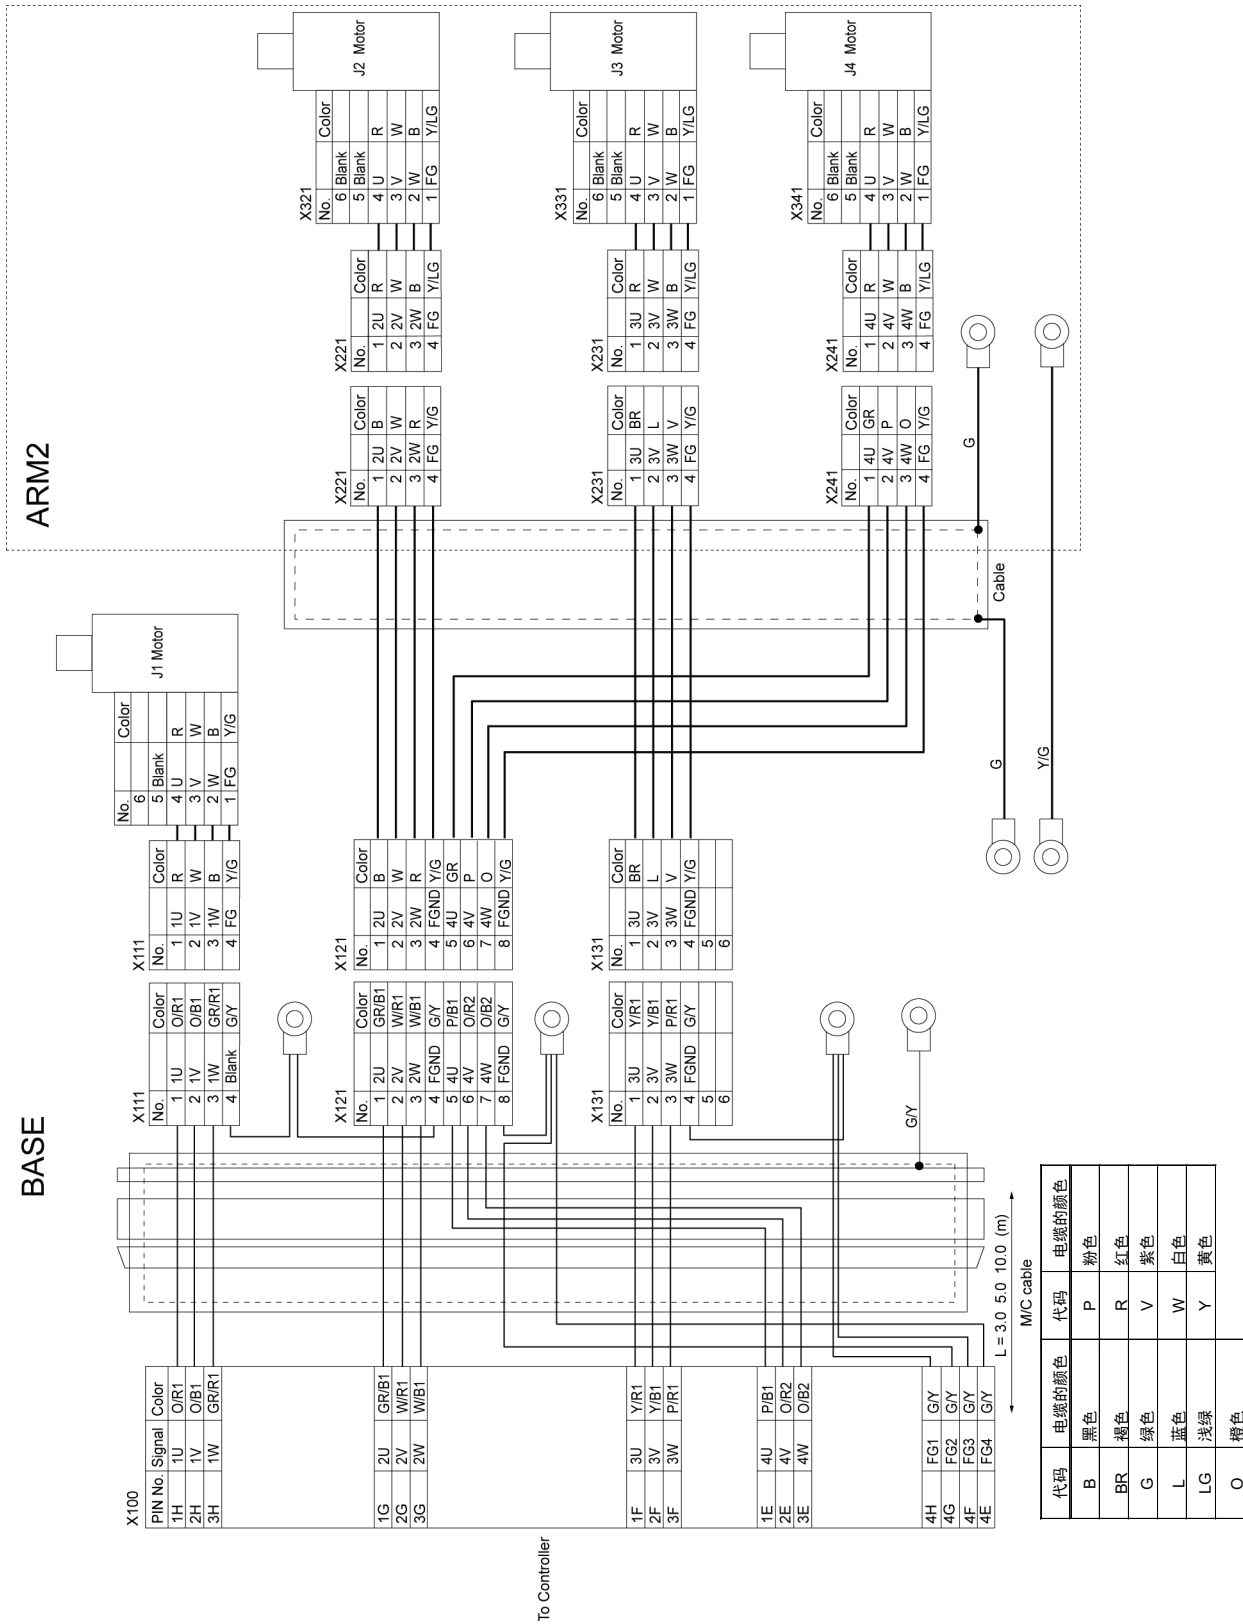 BASE
ARM2
To Controller
X100
PIN No. Signal Color
1H 1U O/R1
2H 1V O/B1
3H 1W GR/R1
1G 2U GR/B1
2G 2V W/R1
3G 2W W/B1
1F 3U Y/R1
2F 3V Y/B1
3F 3W P/R1
1E 4U P/B1
2E 4V O/R2
3E 4W O/B2
4H FG1 G/Y
4G FG2 G/Y
4F FG3 G/Y
4E FG4 G/Y
L = 3.0 5.0 10.0 (m)
M/C cable
G/Y
X111
No. Color
1 1U O/R1
2 1V O/B1
3 1W GR/R1
4 Blank G/Y
X121
No. Color
1 2U GR/B1
2 2V W/R1
3 2W W/B1
4 FGND G/Y
5 4U P/B1
6 4V O/R2
7 4W O/B2
8 FGND G/Y
X131
No. Color
1 3U Y/R1
2 3V Y/B1
3 3W P/R1
4 FGND G/Y
5
6
X111
No. Color
1 1U R
2 1V W
3 1W B
4 FG Y/G
X121
No. Color
1 2U B
2 2V W
3 2W R
4 FGND Y/G
5 4U GR
6 4V P
7 4W O
8 FGND Y/G
X131
No. Color
1 3U BR
2 3V L
3 3W V
4 FGND Y/G
5
6
No. Color
6
5 Blank
4 U R
3 V W
2 W B
1 FG Y/G
J1 Motor
G
Y/G
Cable
G
X221
No. Color
1 2U B
2 2V W
3 2W R
4 FG Y/G
X231
No. Color
1 3U BR
2 3V L
3 3W V
4 FG Y/G
X241
No. Color
1 4U GR
2 4V P
3 4W O
4 FG Y/G
X221
No. Color
1 2U R
2 2V W
3 2W B
4 FG Y/LG
X231
No. Color
1 3U R
2 3V W
3 3W B
4 FG Y/LG
X241
No. Color
1 4U R
2 4V W
3 4W B
4 FG Y/LG
X321
No. Color
6 Blank
5 Blank
4 U R
3 V W
2 W B
1 FG Y/LG
J2 Motor
X331
No. Color
6 Blank
5 Blank
4 U R
3 V W
2 W B
1 FG Y/LG
J3 Motor
X341
No. Color
6 Blank
5 Blank
4 U R
3 V W
2 W B
1 FG Y/LG
J4 Motor
代码 电缆的颜色 代码 电缆的颜色
B 黑色 P 粉色
BR 褐色 R 红色
G 绿色 V 紫色
L 蓝色 W 白色
LG 浅绿 Y 黄色
O 橙色